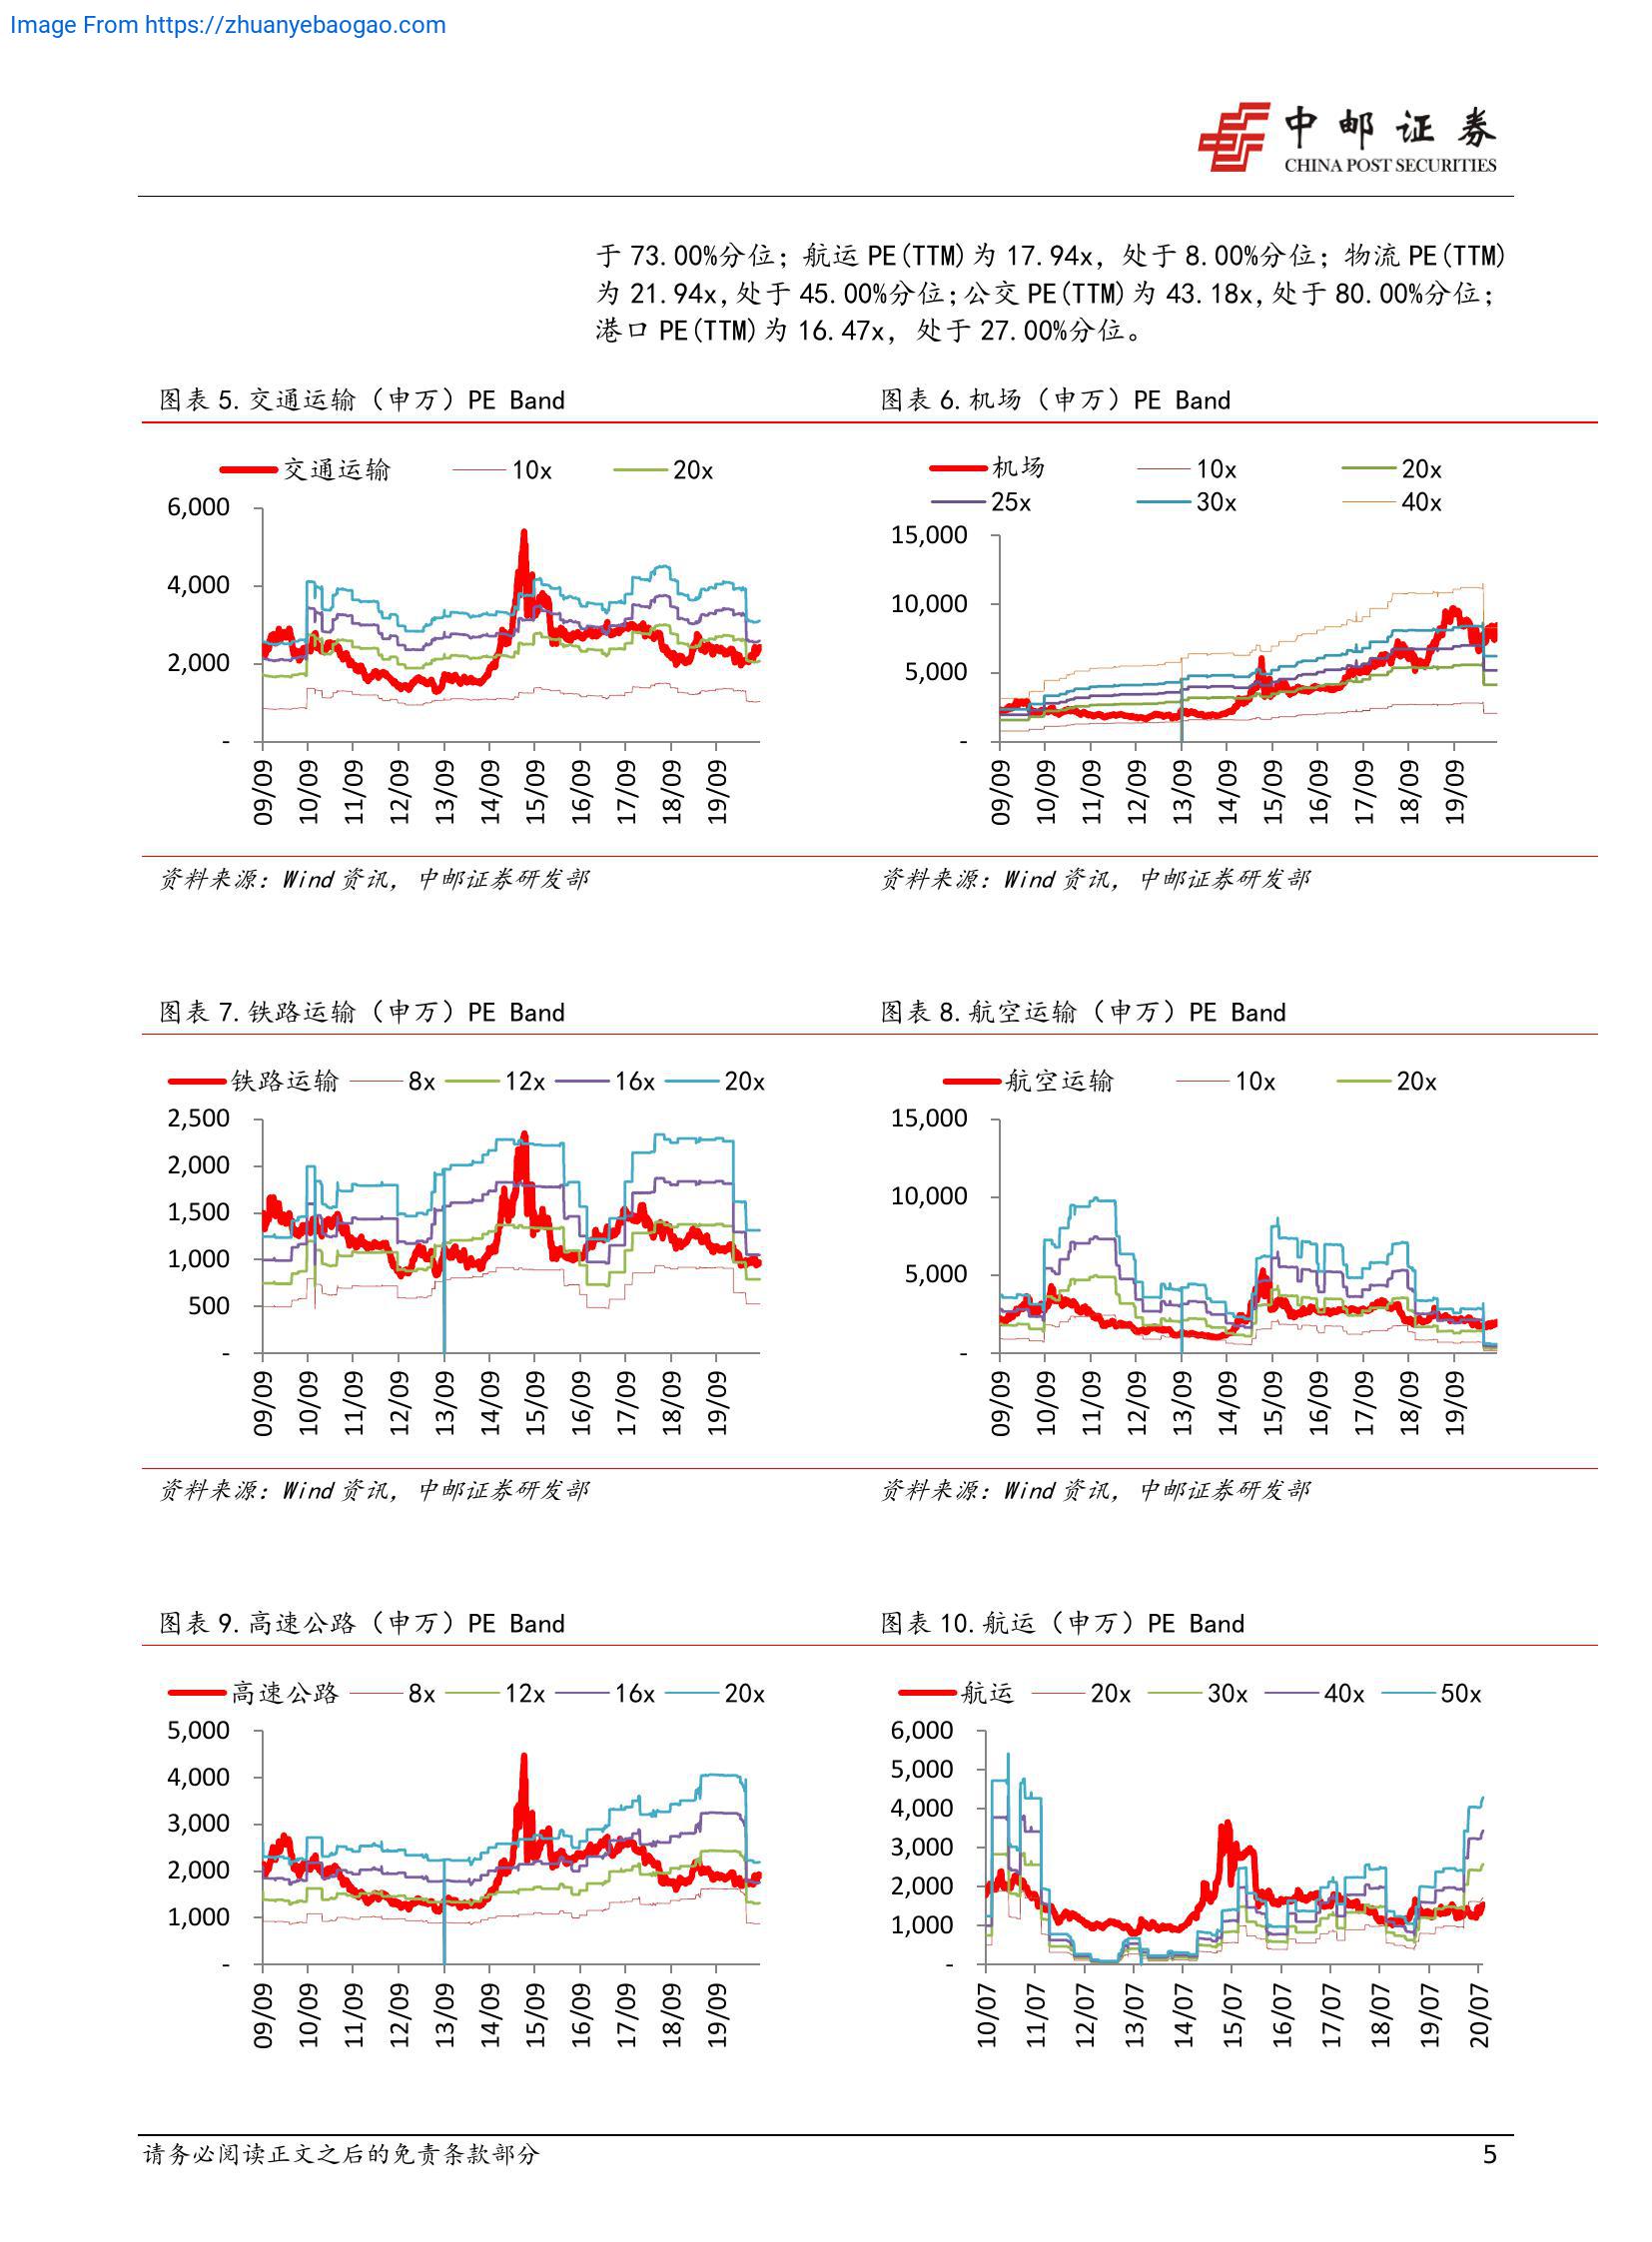 Image From https://zhuanyebaogao.com
中邮证券
CHINA POST SECURITIES
于 73.00%分位；航运 PE(TTM)为 17.94x，处于 8.00%分位；物流 PE(TTM)
为 21.94x,处于 45.00%分位;公交 PE(TTM)为 43.18x,处于 80.00%分位；
港口 PE(TTM)为 16.47x，处于 27.00%分位。
图表 5.交通运输（申万）PE Band
交通运输 10x 20x
6,000
4,000
2,000
-
09/09 10/09 11/09 12/09 13/09 14/09 15/09 16/09 17/09 18/09 19/09
资料来源：Wind 资讯，中邮证券研发部
图表 6.机场（申万）PE Band
机场 10x 20x
25x 30x 40x
15,000
10,000
5,000
-
09/09 10/09 11/09 12/09 13/09 14/09 15/09 16/09 17/09 18/09 19/09
资料来源：Wind 资讯，中邮证券研发部
图表 7.铁路运输（申万）PE Band
铁路运输 8x 12x 16x 20x
2,500
2,000
1,500
1,000
500
-
09/09 10/09 11/09 12/09 13/09 14/09 15/09 16/09 17/09 18/09 19/09
资料来源：Wind 资讯，中邮证券研发部
图表 8.航空运输（申万）PE Band
航空运输 10x 20x
15,000
10,000
5,000
-
09/09 10/09 11/09 12/09 13/09 14/09 15/09 16/09 17/09 18/09 19/09
资料来源：Wind 资讯，中邮证券研发部
图表 9.高速公路（申万）PE Band
高速公路 8x 12x 16x 20x
5,000
4,000
3,000
2,000
1,000
-
09/09 10/09 11/09 12/09 13/09 14/09 15/09 16/09 17/09 18/09 19/09
图表 10.航运（申万）PE Band
航运 20x 30x 40x 50x
6,000
5,000
4,000
3,000
2,000
1,000
-
10/07 11/07 12/07 13/07 14/07 15/07 16/07 17/07 18/07 19/07 20/07
请务必阅读正文之后的免责条款部分
5